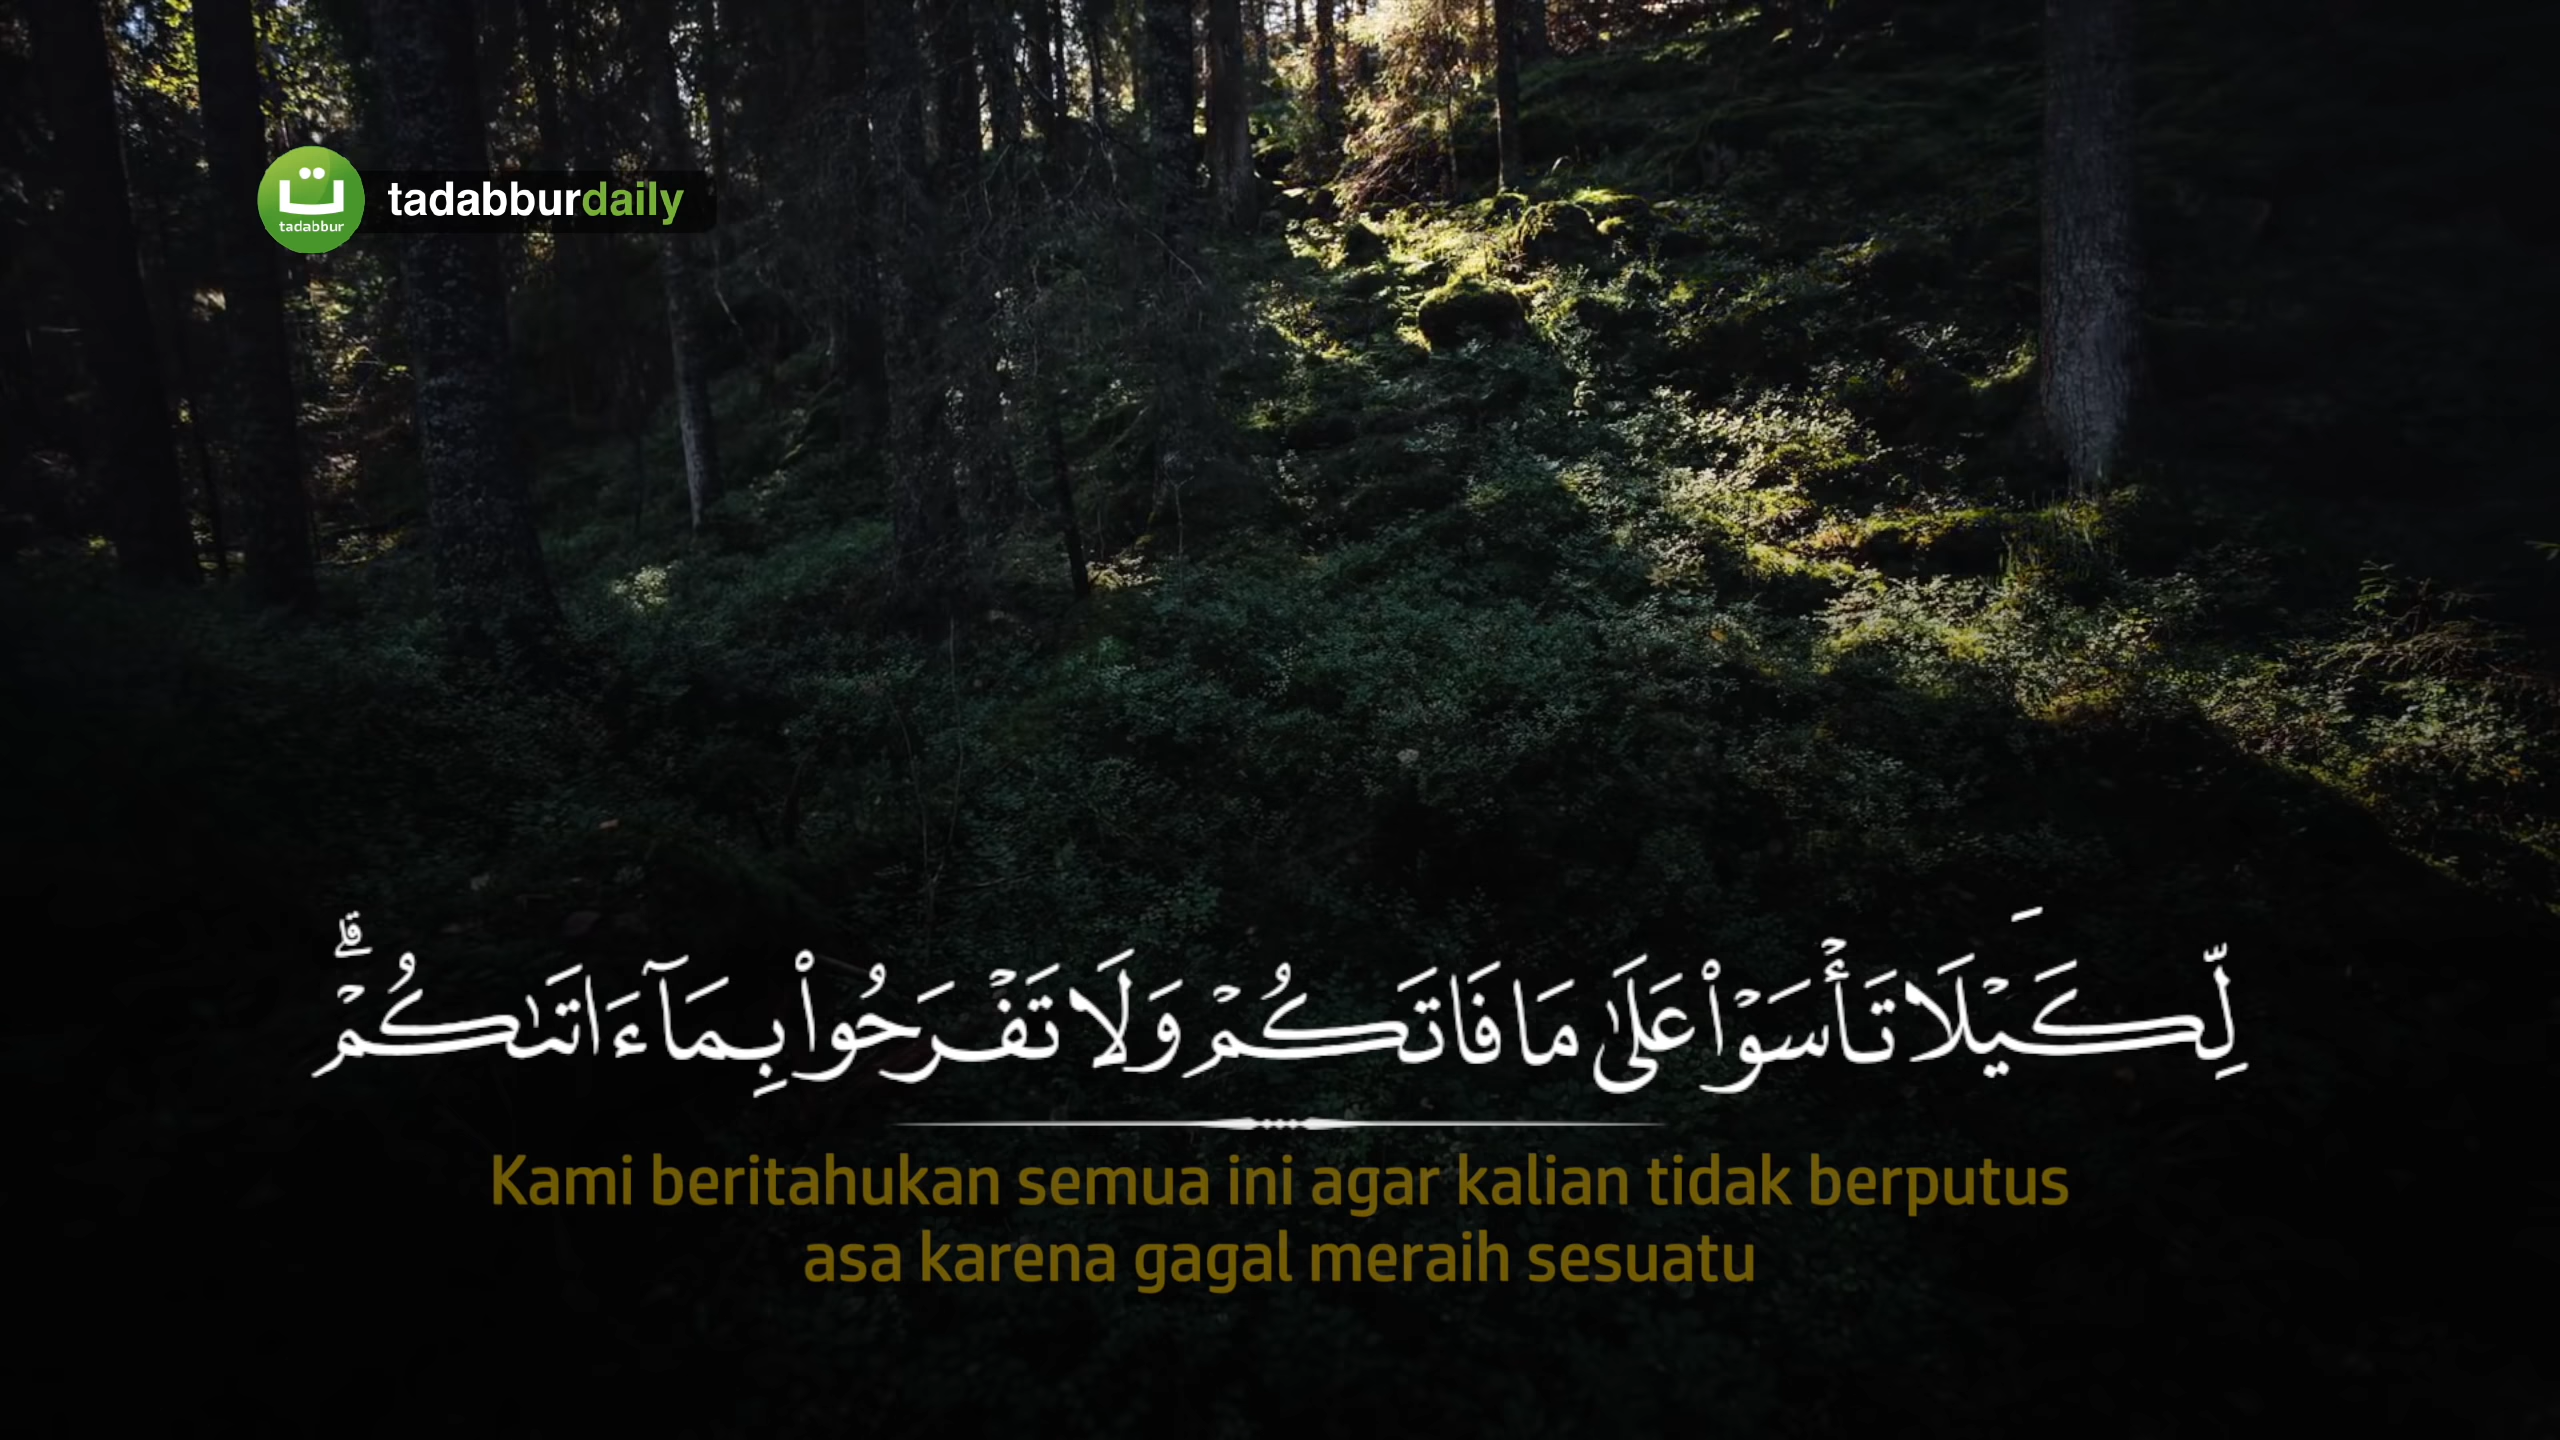 ت
tadabbur
tadabburdaily
لِّكَيْلَا تَأْسَوْا۟ عَلَىٰ مَا فَاتَكُمْ وَلَا تَفْرَحُوا۟ بِمَآ ءَاتَىٰكُمْ ۗ
Kami beritahukan semua ini agar kalian tidak berputus
asa karena gagal meraih sesuatu